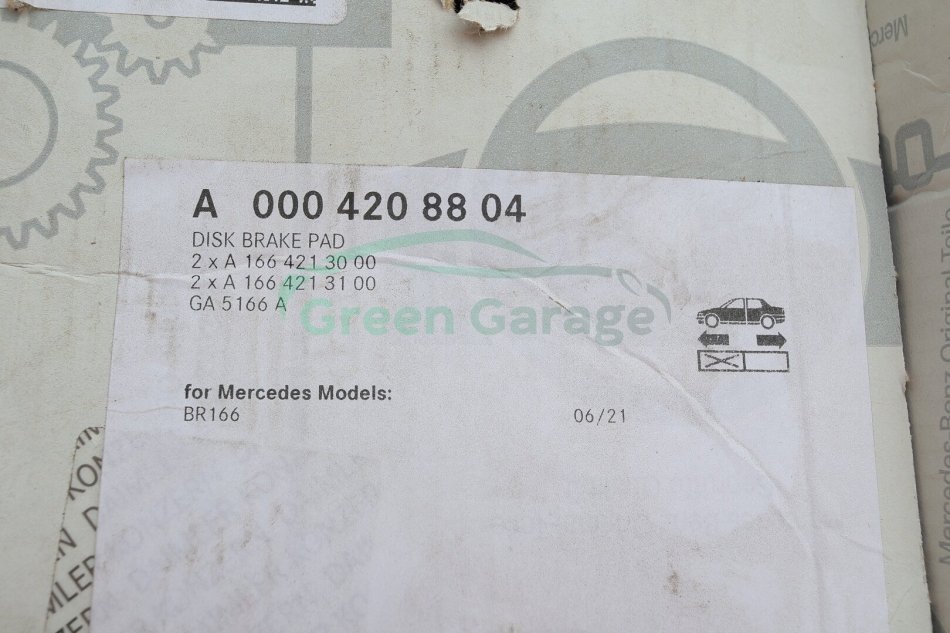 A 000 420 88 04
DISK BRAKE PAD
2 x A 166 421 30 00
2 x A 166 421 31 00
GA 5166 A
Green Garage
for Mercedes Models:
BR166 06/21